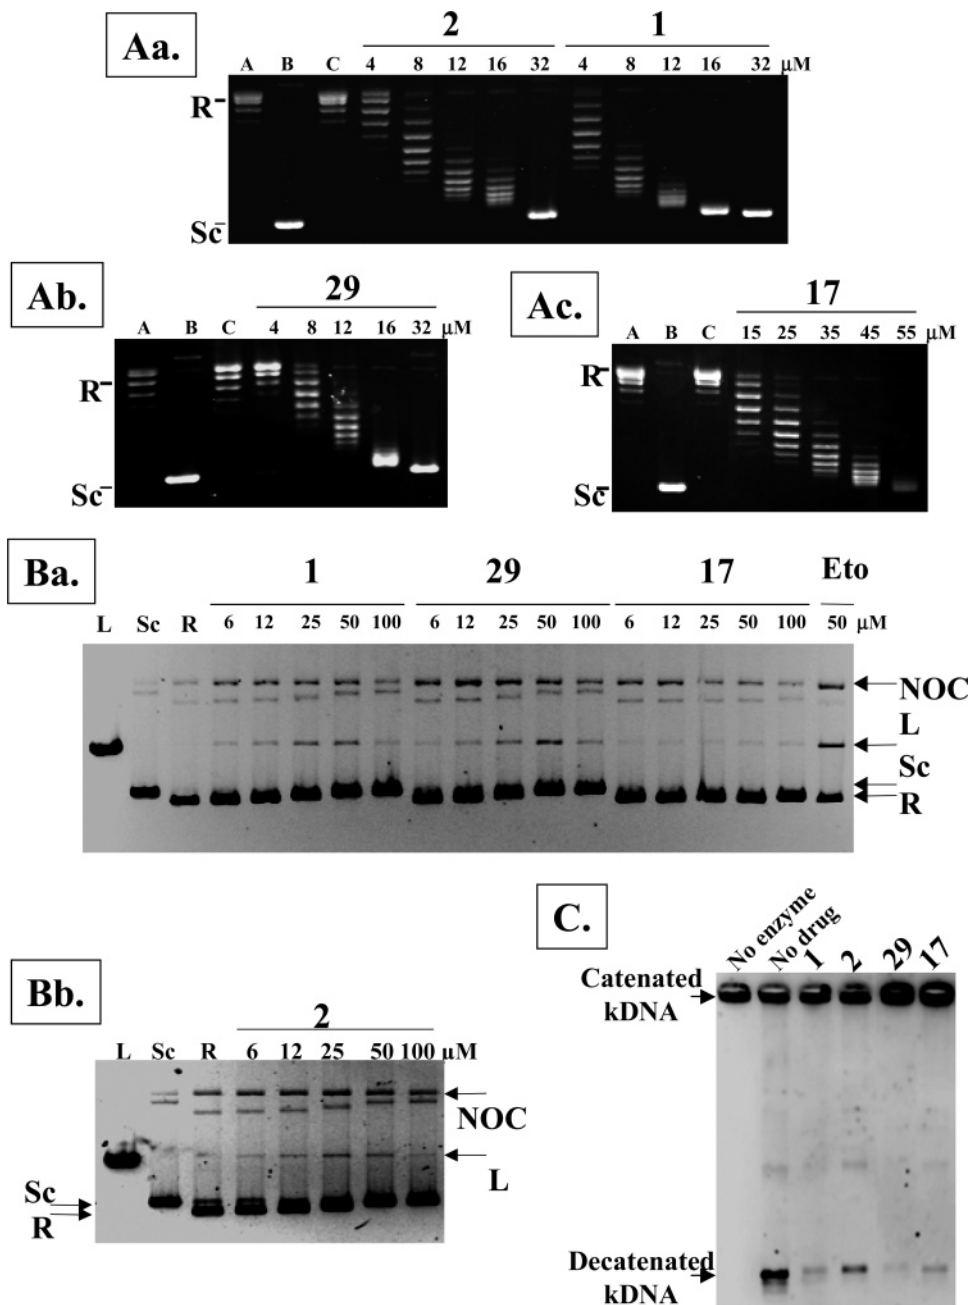 Aa.
2 1
A B C 4 8 12 16 32 4 8 12 16 32 μM
R
Sc
Ab.
29
A B C 4 8 12 16 32 μM
R
Sc
Ac.
17
A B C 15 25 35 45 55 μM
R
Sc
Ba.
1 29 17 Eto
L Sc R 6 12 25 50 100 6 12 25 50 100 6 12 25 50 100 50 μM
NOC
L
Sc
R
Bb.
2
L Sc R 6 12 25 50 100 μM
NOC
L
Sc
R
C.
No enzyme No drug 1 2 29 17
Catenated
kDNA
Decatenated
kDNA